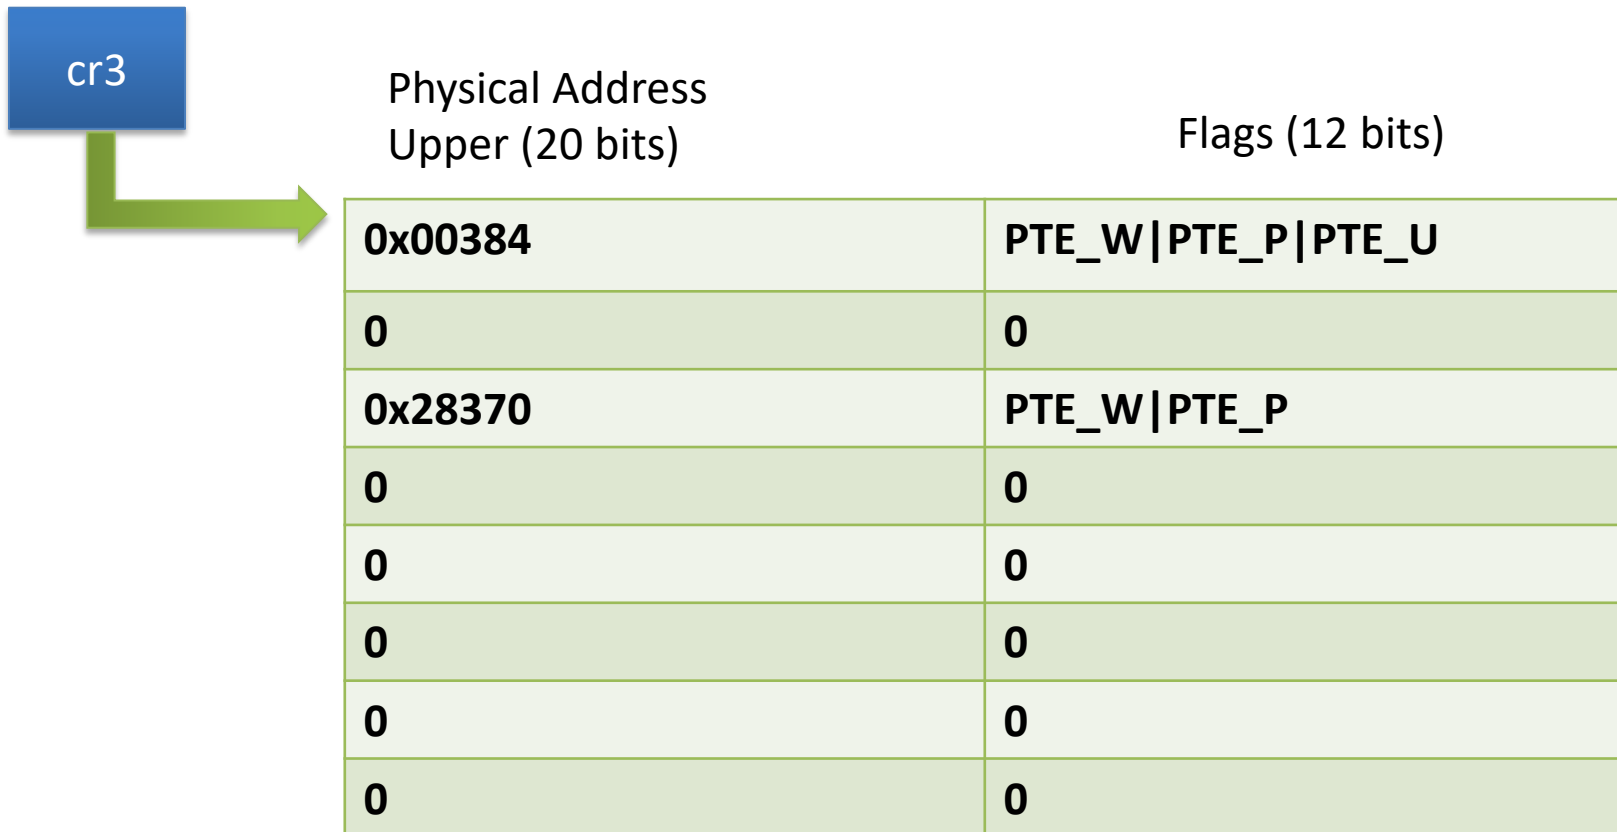 cr3
Physical Address
Upper (20 bits)
Flags (12 bits)
0x00384 PTE_W|PTE_P|PTE_U
0 0
0x28370 PTE_W|PTE_P
0 0
0 0
0 0
0 0
0 0